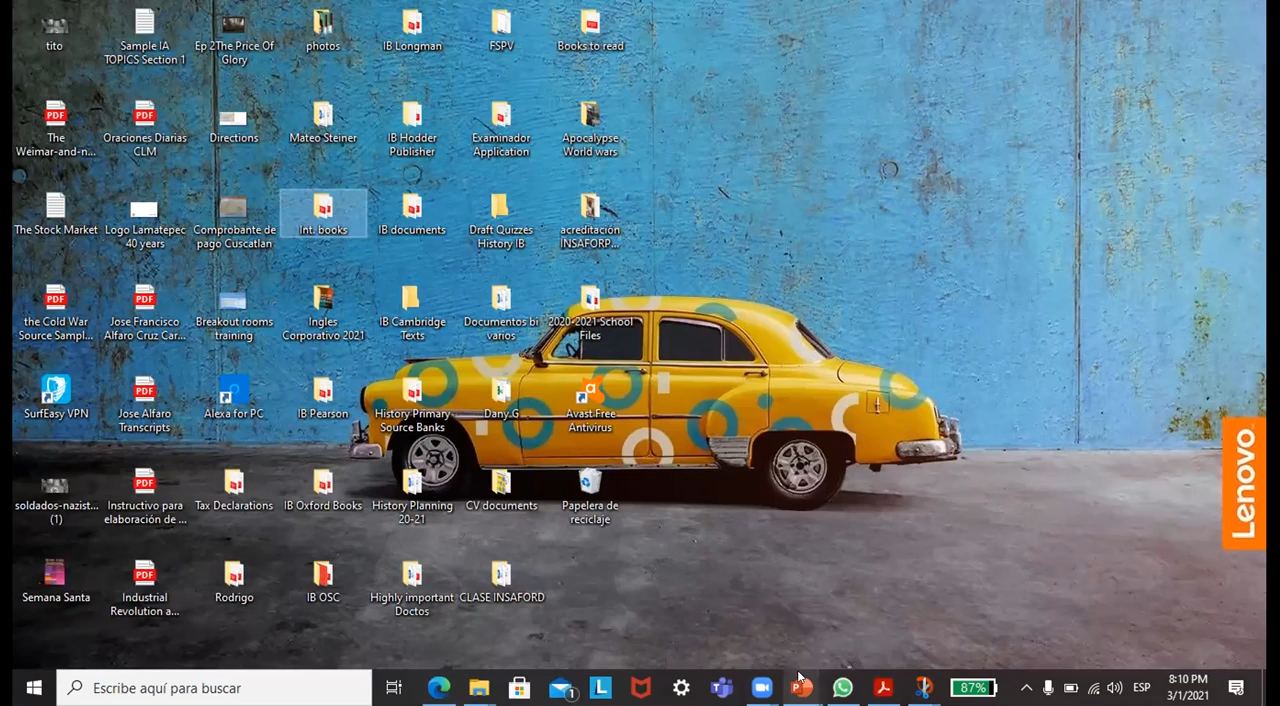 tito
Sample IA
TOPICS Section 1
Ep 2The Price Of
Glory
photos
IB Longman
FSPV
Books to read
The
Weimar-and-n...
Oraciones Diarias
CLM
Directions
Mateo Steiner
IB Hodder
Publisher
Examinador
Application
Apocalypse
World wars
The Stock Market
Logo Lamatepec
40 years
Comprobante de
pago Cuscatlan
Int. books
IB documents
Draft Quizzes
History IB
acreditación
INSAFORP...
the Cold War
Source Sampl...
Jose Francisco
Alfaro Cruz Car...
Breakout rooms
training
Ingles
Corporativo 2021
IB Cambridge
Texts
Documentos bi
varios
2020-2021 School
Files
SurfEasy VPN
Jose Alfaro
Transcripts
Alexa for PC
IB Pearson
History Primary
Source Banks
Dany.G
Avast Free
Antivirus
soldados-nazist...
(1)
Instructivo para
elaboración de ...
Tax Declarations
IB Oxford Books
History Planning
20-21
CV documents
Papelera de
reciclaje
Semana Santa
Industrial
Revolution a...
Rodrigo
IB OSC
Highly important
Doctos
CLASE INSAFORD
PDF
PDF
PDF
PDF
PDF
PDF
PDF
Lenovo
Escribe aquí para buscar
1
L
87%
ESP
8:10 PM
3/1/2021